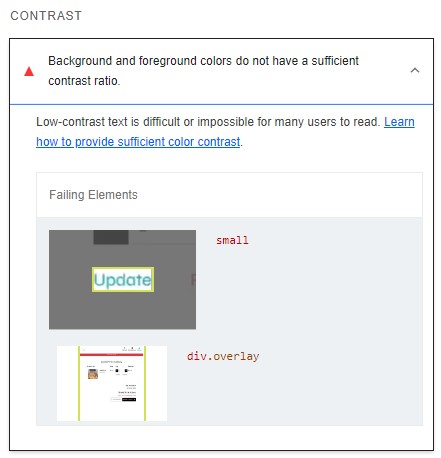 CONTRAST
Background and foreground colors do not have a sufficient
contrast ratio.
Low-contrast text is difficult or impossible for many users to read. Learn
how to provide sufficient color contrast.
Failing Elements
small
Update
div.overlay